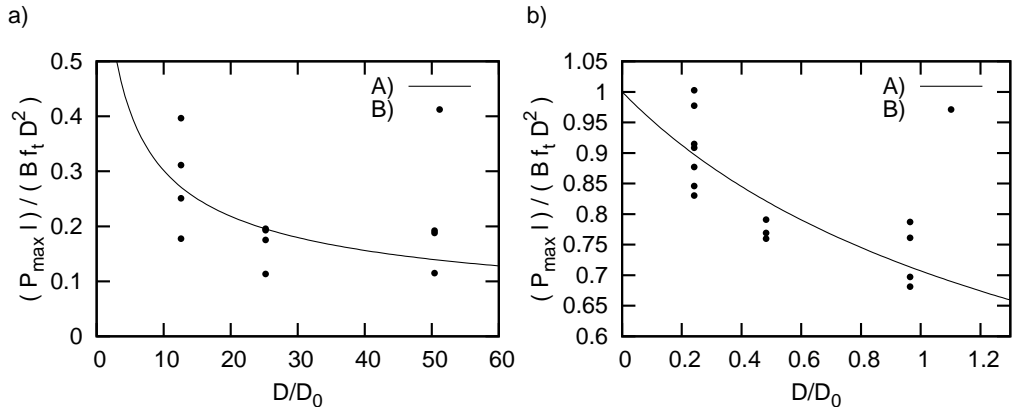 a)
b)
0.5
0.4
0.3
0.2
0.1
0
0 10 20 30 40 50 60
( P_max l ) / ( B f_t D^2 )
D/D_0
A)
B)
1.05
1
0.95
0.9
0.85
0.8
0.75
0.7
0.65
0.6
0 0.2 0.4 0.6 0.8 1 1.2
( P_max l ) / ( B f_t D^2 )
D/D_0
A)
B)